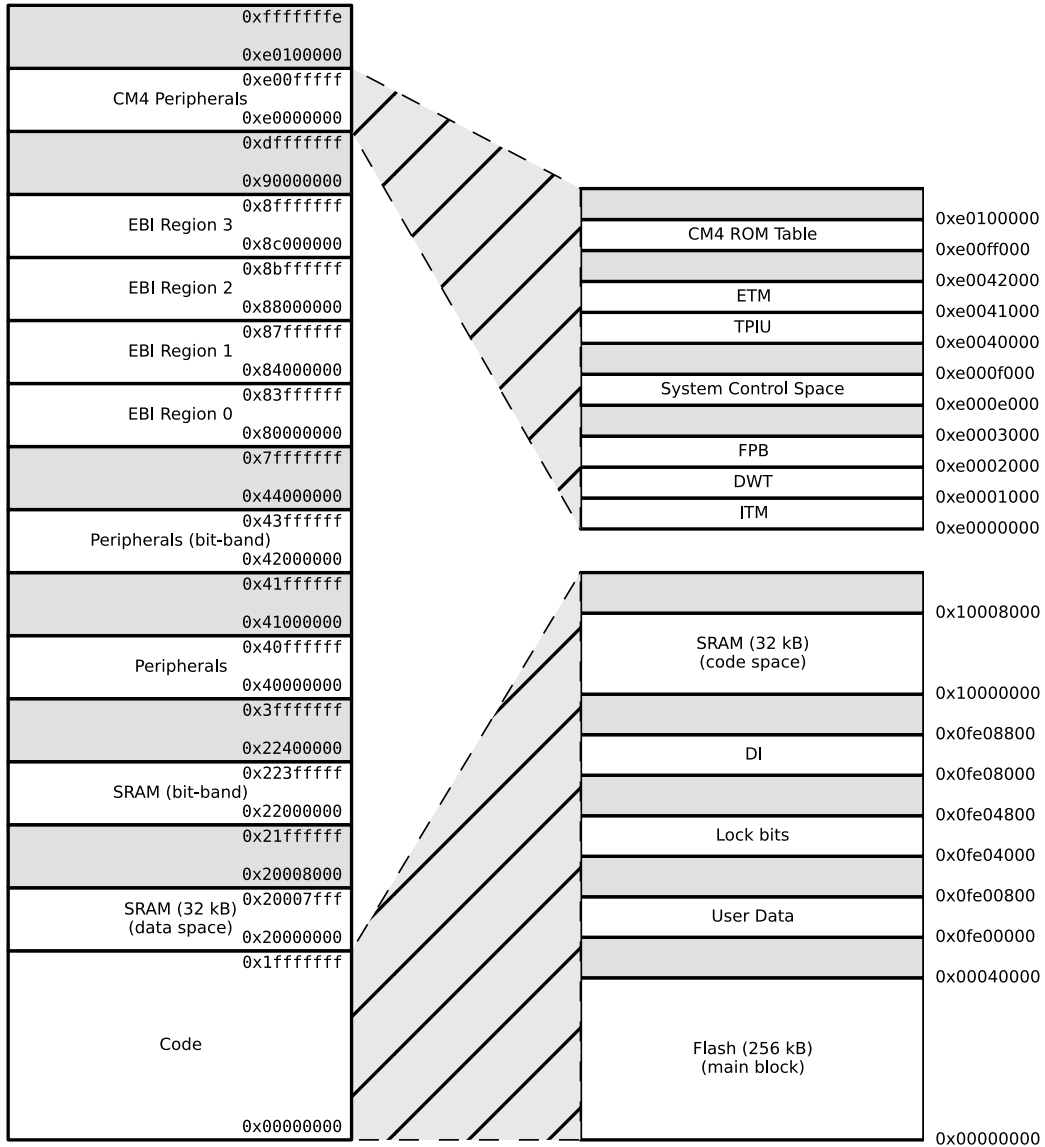 0xfffffffe
0xe0100000
0xe00fffff
CM4 Peripherals
0xe0000000
0xdfffffff
0x90000000
0x8fffffff
EBI Region 3
0x8c000000
0x8bffffff
EBI Region 2
0x88000000
0x87ffffff
EBI Region 1
0x84000000
0x83ffffff
EBI Region 0
0x80000000
0x7fffffff
0x44000000
0x43ffffff
Peripherals (bit-band)
0x42000000
0x41ffffff
0x41000000
0x40ffffff
Peripherals
0x40000000
0x3fffffff
0x22400000
0x223fffff
SRAM (bit-band)
0x22000000
0x21ffffff
0x20008000
0x20007fff
SRAM (32 kB)
(data space)
0x20000000
0x1fffffff
Code
0x00000000
0xe0100000
CM4 ROM Table
0xe00ff000
0xe0042000
ETM
0xe0041000
TPIU
0xe0040000
0xe000f000
System Control Space
0xe000e000
0xe0003000
FPB
0xe0002000
DWT
0xe0001000
ITM
0xe0000000
0x10008000
SRAM (32 kB)
(code space)
0x10000000
0x0fe08800
DI
0x0fe08000
0x0fe04800
Lock bits
0x0fe04000
0x0fe00800
User Data
0x0fe00000
0x00040000
Flash (256 kB)
(main block)
0x00000000